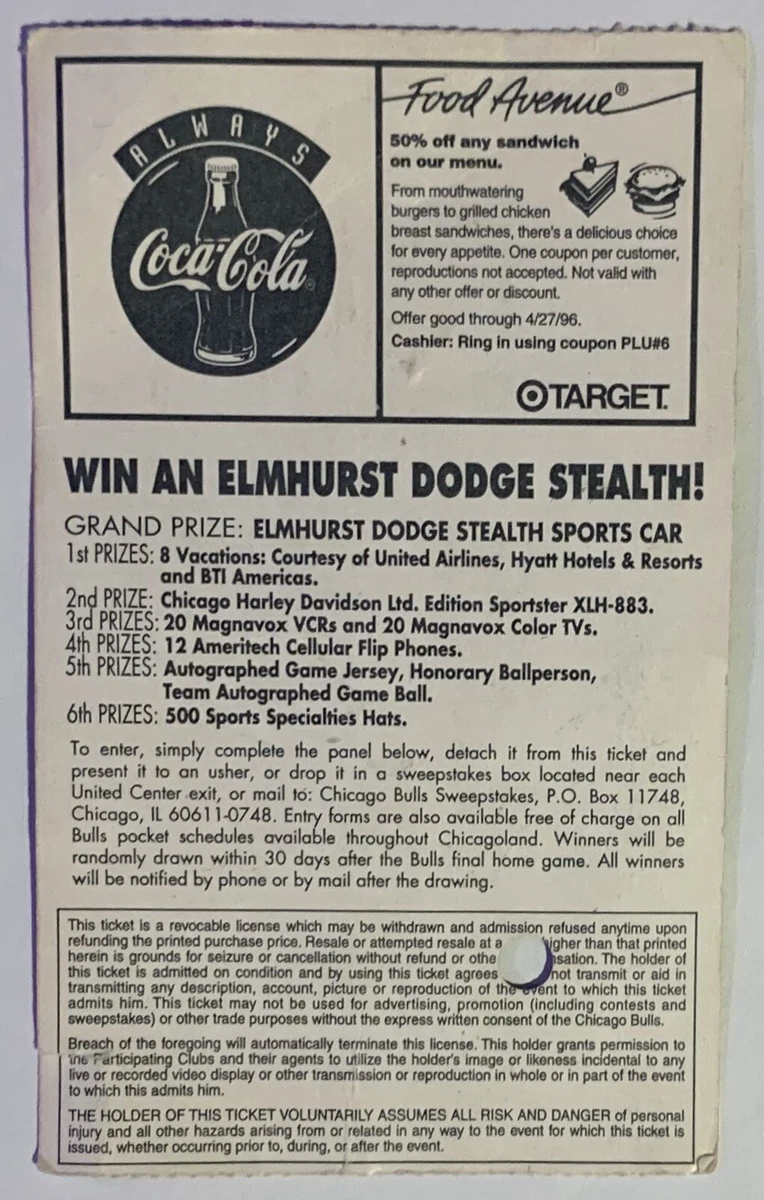 ALWAYS
Coca-Cola®
Food Avenue®
50% off any sandwich
on our menu.
From mouthwatering
burgers to grilled chicken
breast sandwiches, there's a delicious choice
for every appetite. One coupon per customer,
reproductions not accepted. Not valid with
any other offer or discount.
Offer good through 4/27/96.
Cashier: Ring in using coupon PLU#6
TARGET.
WIN AN ELMHURST DODGE STEALTH!
GRAND PRIZE: ELMHURST DODGE STEALTH SPORTS CAR
1st PRIZES: 8 Vacations: Courtesy of United Airlines, Hyatt Hotels & Resorts
and BTI Americas.
2nd PRIZE: Chicago Harley Davidson Ltd. Edition Sportster XLH-883.
3rd PRIZES: 20 Magnavox VCRs and 20 Magnavox Color TVs.
4th PRIZES: 12 Ameritech Cellular Flip Phones.
5th PRIZES: Autographed Game Jersey, Honorary Ballperson,
Team Autographed Game Ball.
6th PRIZES: 500 Sports Specialties Hats.
To enter, simply complete the panel below, detach it from this ticket and
present it to an usher, or drop it in a sweepstakes box located near each
United Center exit, or mail to: Chicago Bulls Sweepstakes, P.O. Box 11748,
Chicago, IL 60611-0748. Entry forms are also available free of charge on all
Bulls pocket schedules available throughout Chicagoland. Winners will be
randomly drawn within 30 days after the Bulls final home game. All winners
will be notified by phone or by mail after the drawing.
This ticket is a revocable license which may be withdrawn and admission refused anytime upon
refunding the printed purchase price. Resale or attempted resale at a higher than that printed
herein is grounds for seizure or cancellation without refund or othe sation. The holder of
this ticket is admitted on condition and by using this ticket agrees not transmit or aid in
transmitting any description, account, picture or reproduction of the event to which this ticket
admits him. This ticket may not be used for advertising, promotion (including contests and
sweepstakes) or other trade purposes without the express written consent of the Chicago Bulls.
Breach of the foregoing will automatically terminate this license. This holder grants permission to
the Participating Clubs and their agents to utilize the holder's image or likeness incidental to any
live or recorded video display or other transmission or reproduction in whole or in part of the event
to which this admits him.
THE HOLDER OF THIS TICKET VOLUNTARILY ASSUMES ALL RISK AND DANGER of personal
injury and all other hazards arising from or related in any way to the event for which this ticket is
issued, whether occurring prior to, during, or after the event.